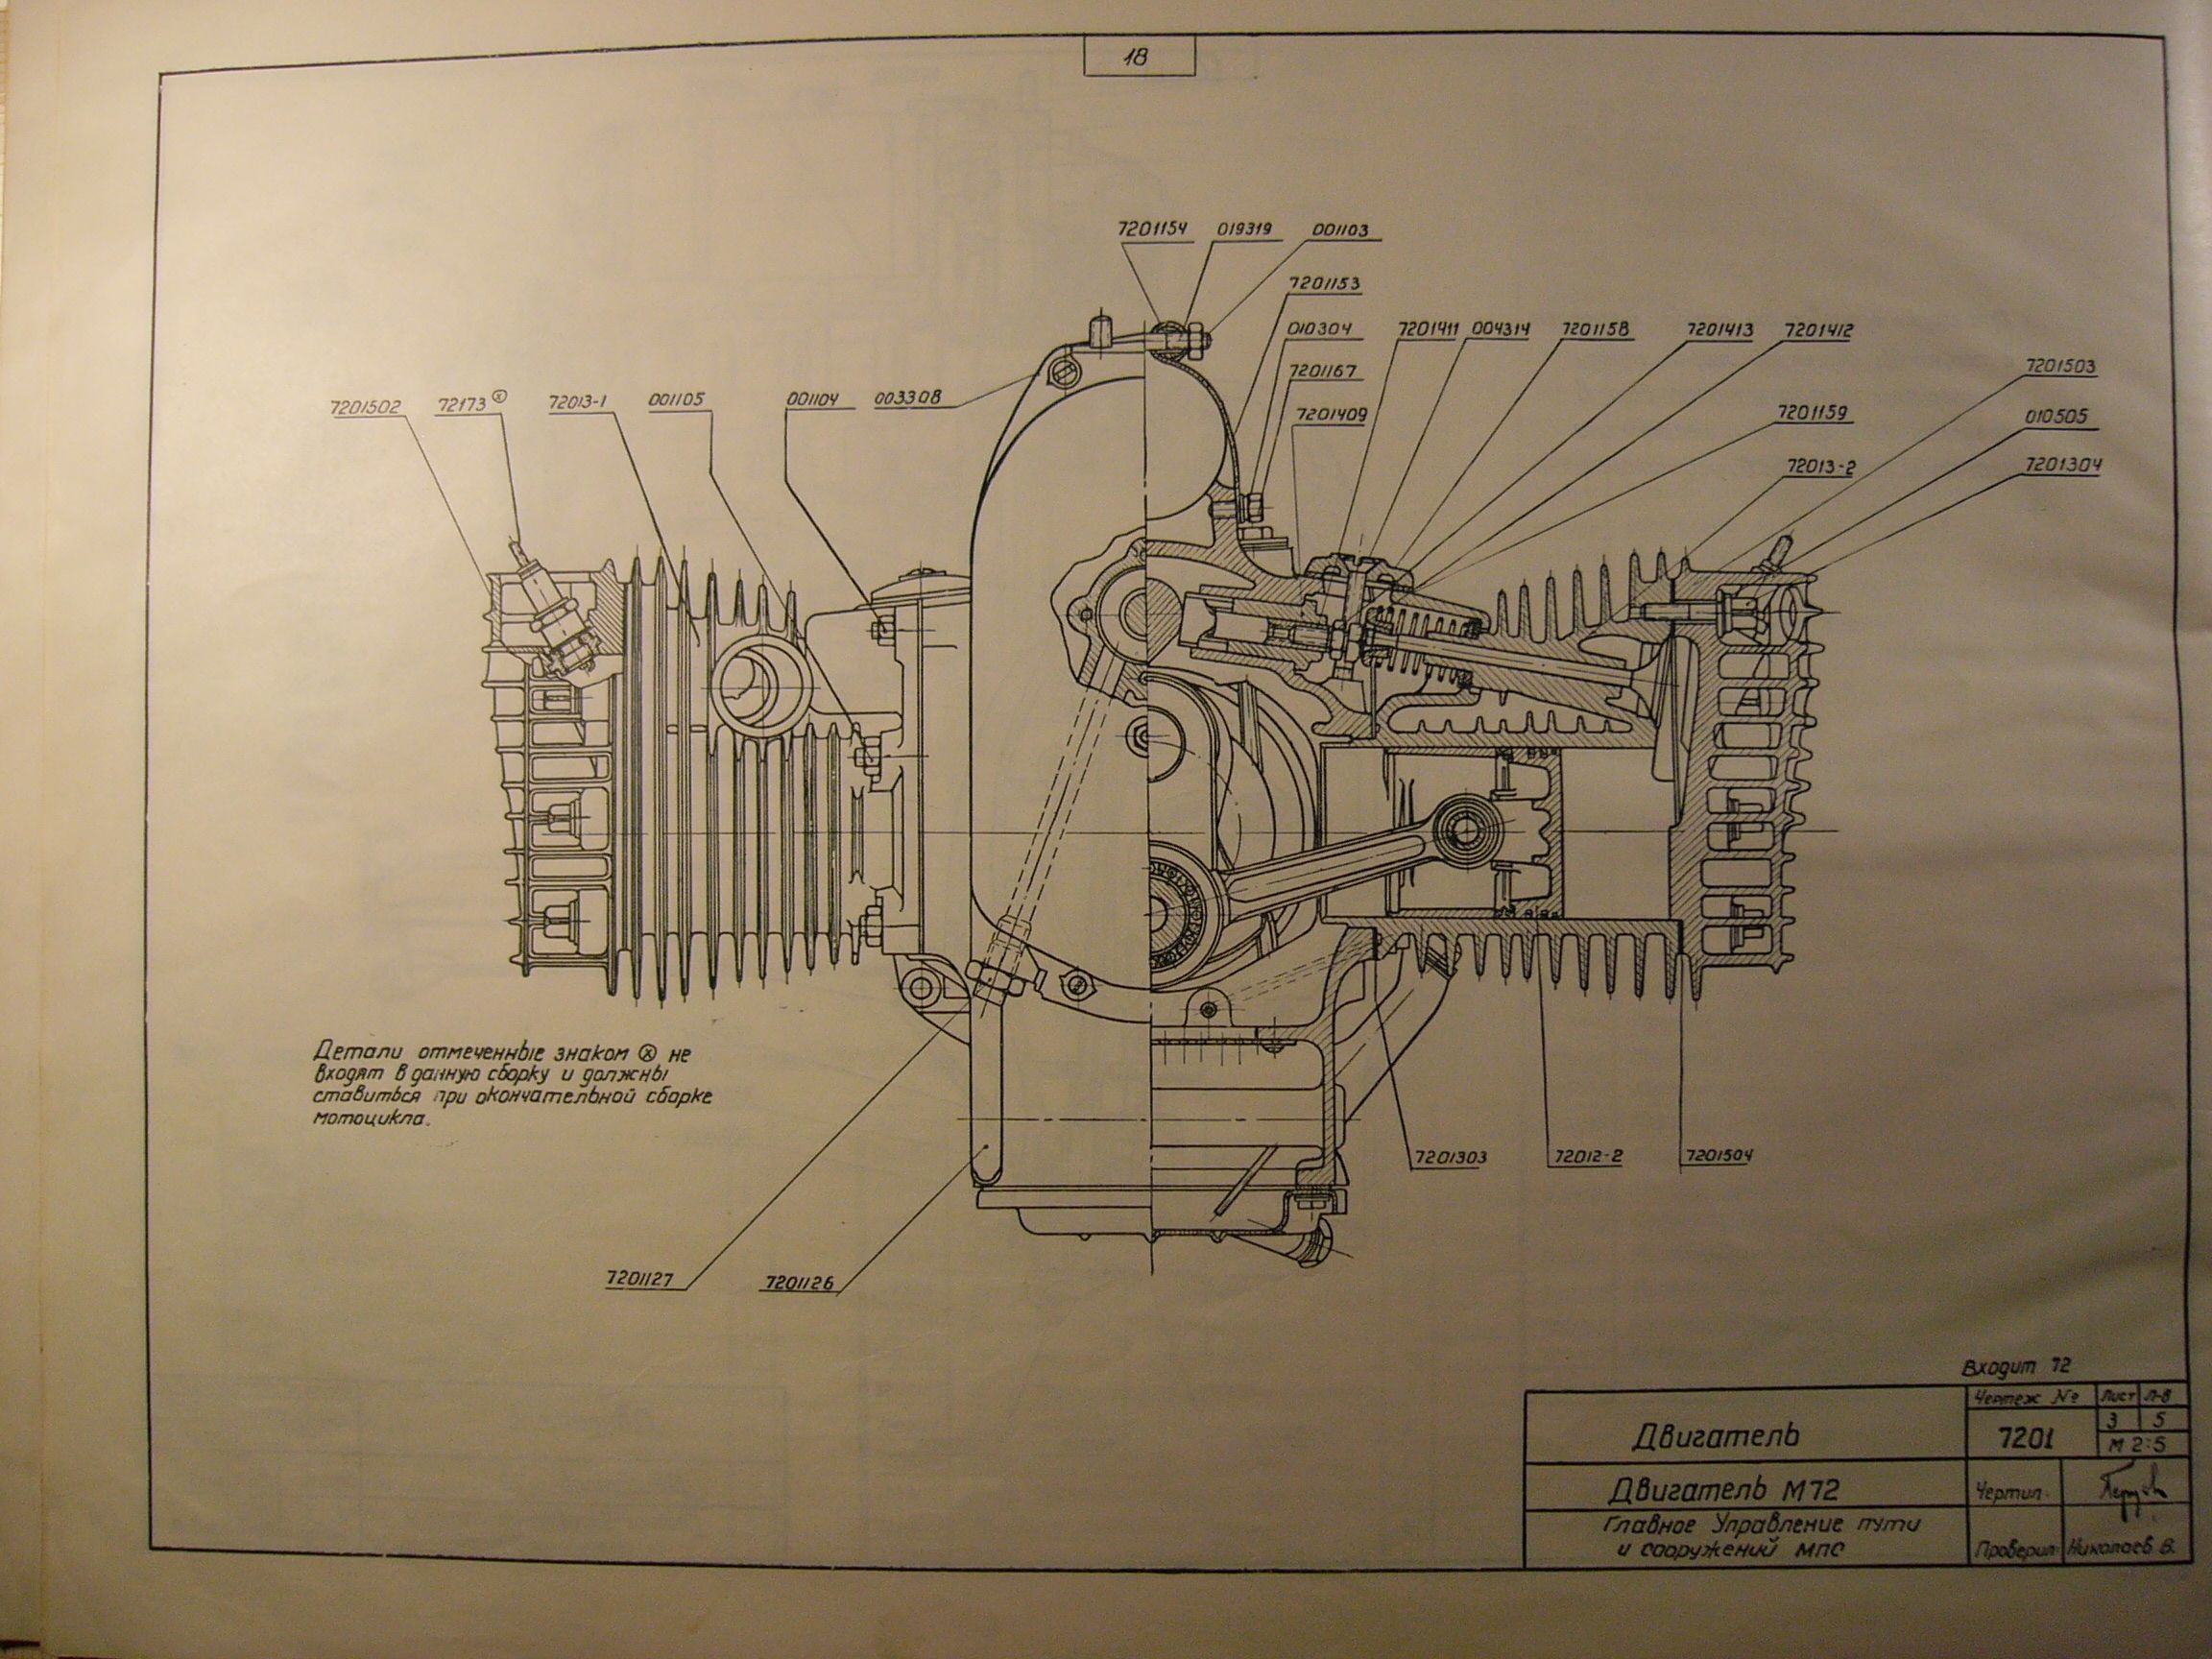 18
7201154 019319 001103
7201153
010304 7201411 004314 7201158 7201413 7201412
7201167
7201503
7201502 72173 ⓧ 72013-1 001105 001104 003308
7201409
7201159
010505
72013-2
7201304
Детали отмеченные знаком ⓧ не
входят в данную сборку и должны
ставиться при окончательной сборке
мотоцикла.
7201303 72012-2 7201504
7201127 7201126
Входит 72
Двигатель
Чертеж № Лист Л-в
7201 3 5
М 2:5
Двигатель М72
Чертил
Главное Управление пути
и сооружений МПС
Проверил Николаев В.